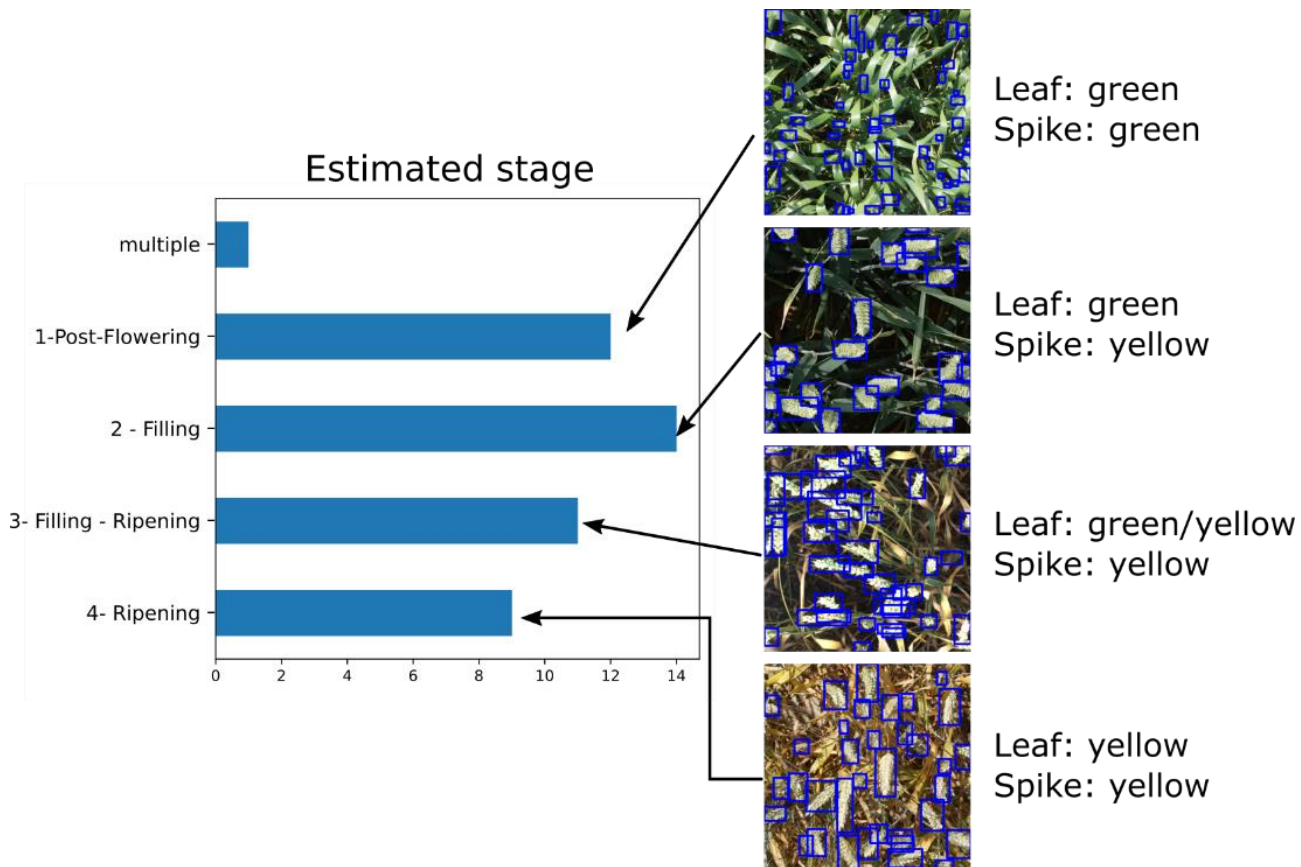 Estimated stage
multiple
1-Post-Flowering
2 - Filling
3- Filling - Ripening
4- Ripening
0 2 4 6 8 10 12 14
Leaf: green
Spike: green
Leaf: green
Spike: yellow
Leaf: green/yellow
Spike: yellow
Leaf: yellow
Spike: yellow